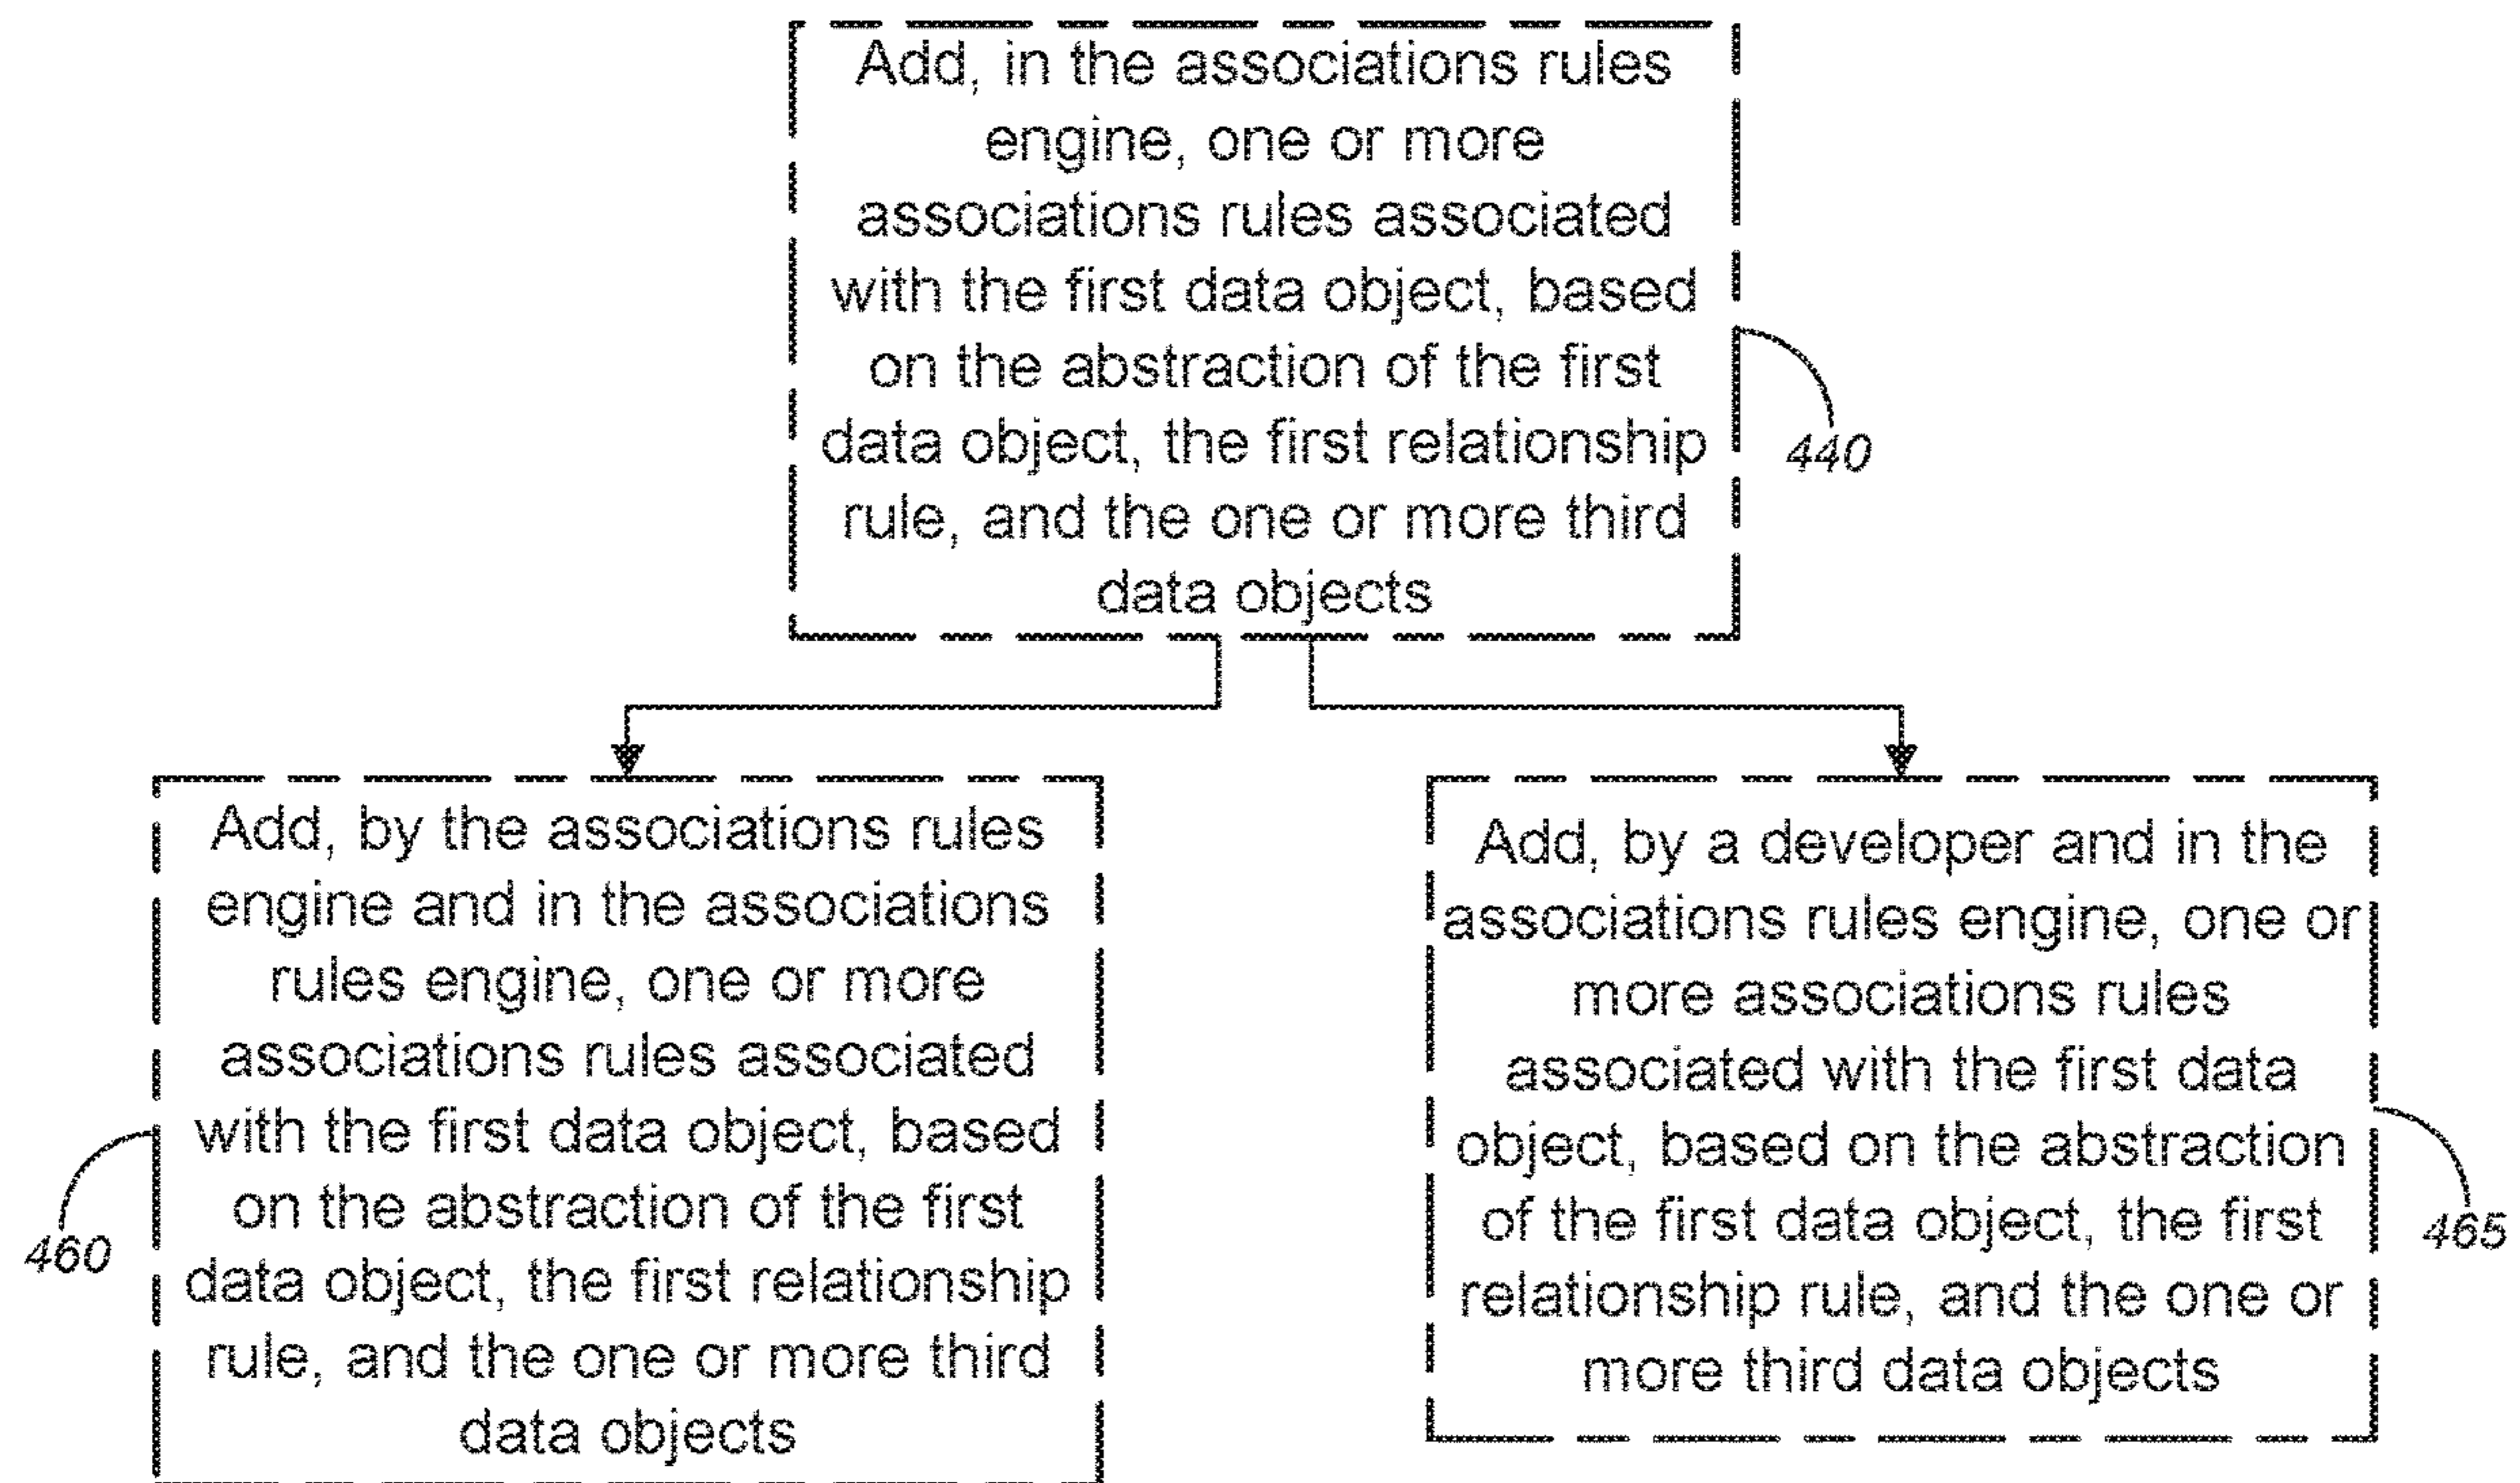 Add, in the associations rules
engine, one or more
associations rules associated
with the first data object, based
on the abstraction of the first
data object, the first relationship
rule, and the one or more third
data objects
440
Add, by the associations rules
engine and in the associations
rules engine, one or more
associations rules associated
with the first data object, based
on the abstraction of the first
data object, the first relationship
rule, and the one or more third
data objects
460
Add, by a developer and in the
associations rules engine, one or
more associations rules
associated with the first data
object, based on the abstraction
of the first data object, the first
relationship rule, and the one or
more third data objects
465